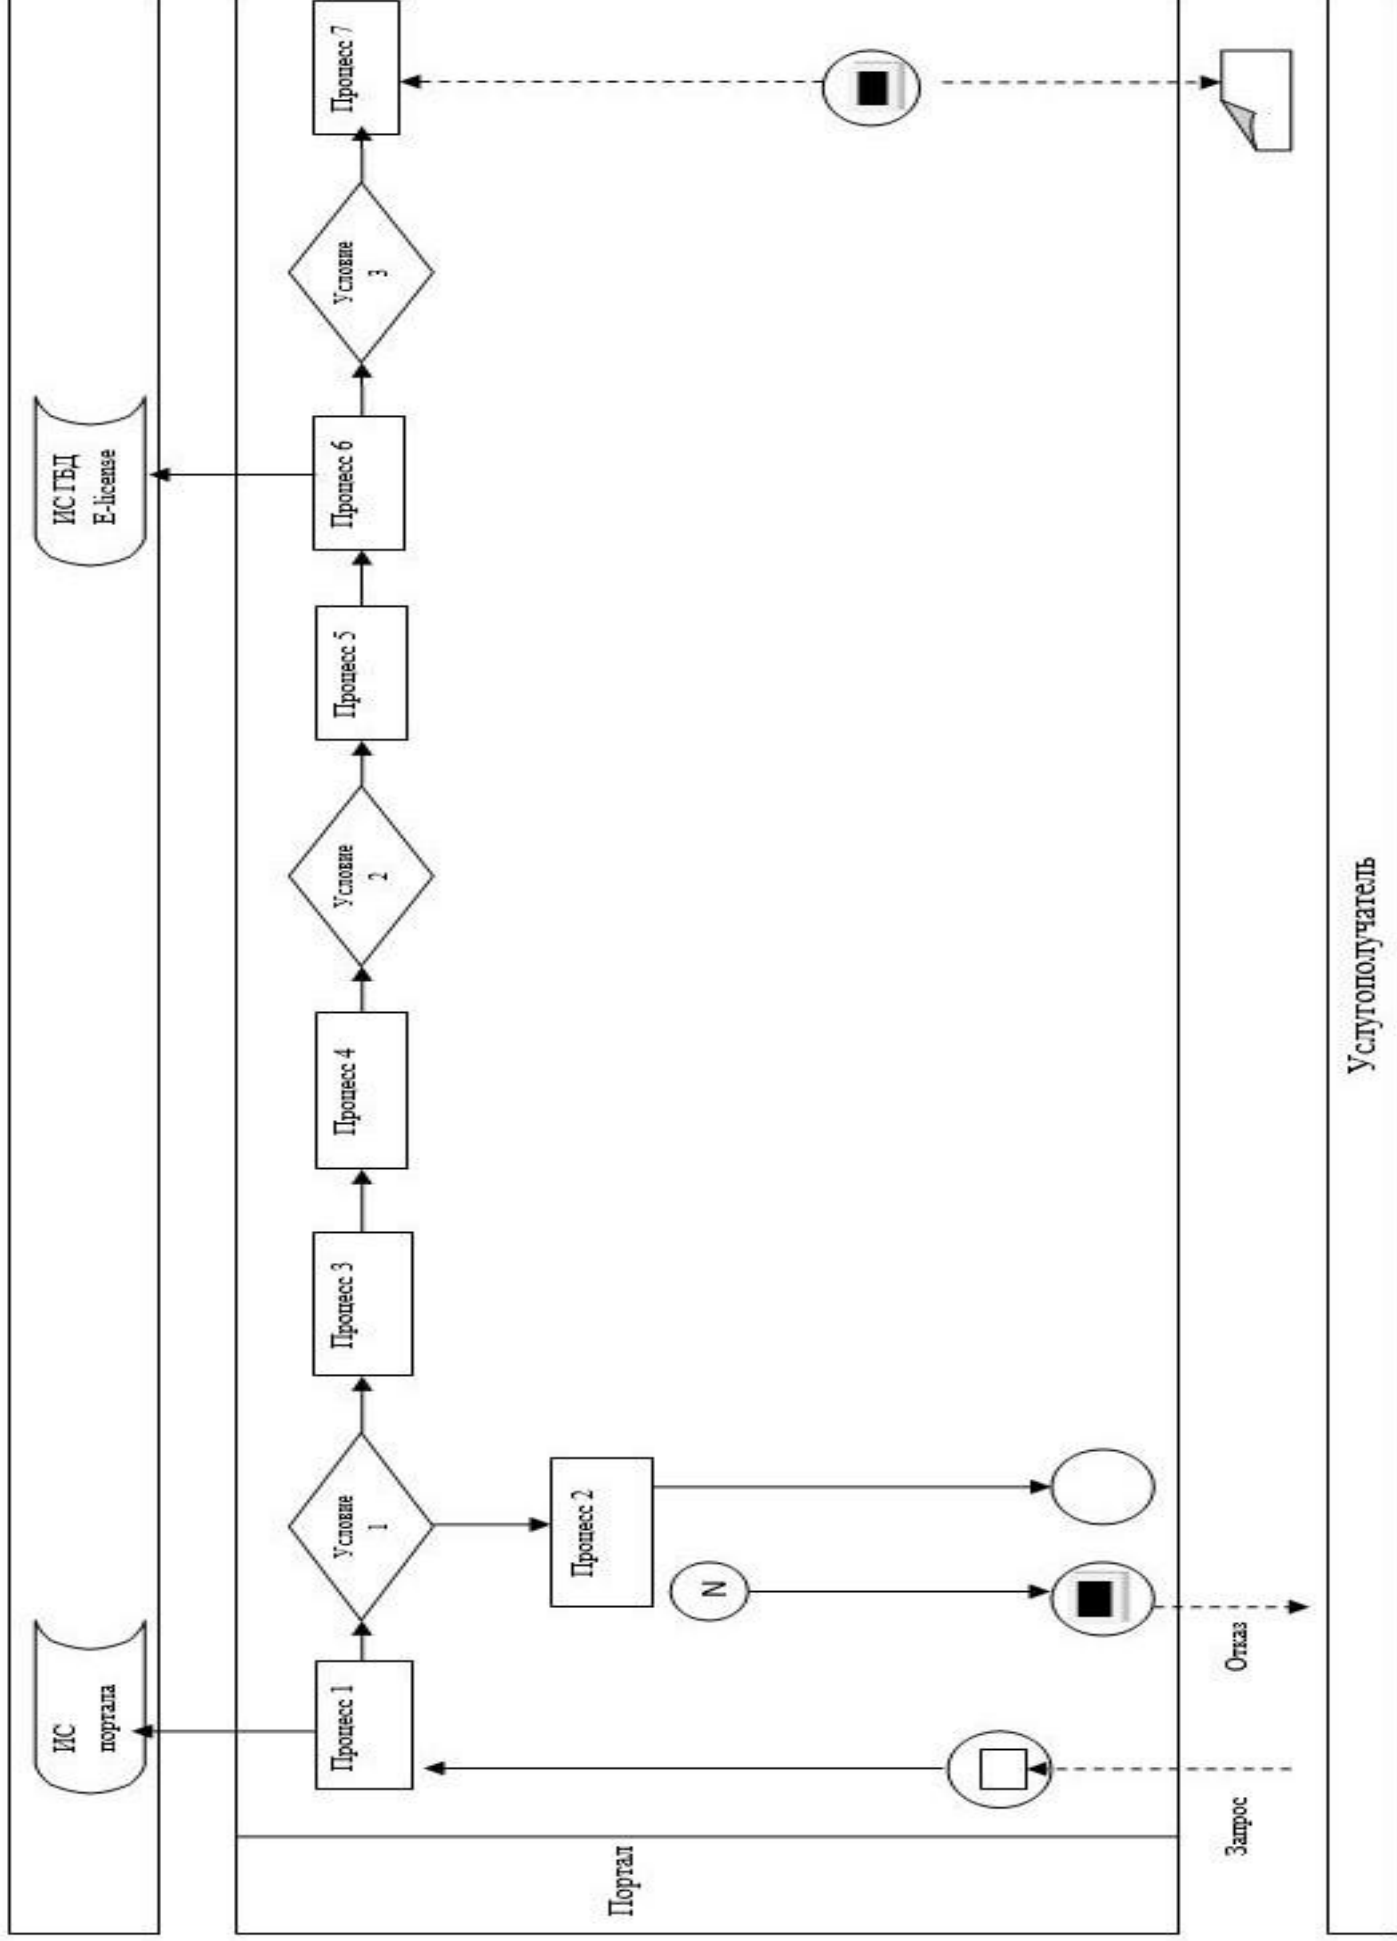 ИС
портала
ИС ГБД
E-license
Портал
Процесс 1
Условие
1
Процесс 3
Процесс 4
Условие
2
Процесс 5
Процесс 6
Условие
3
Процесс 7
Процесс 2
N
Запрос
Отказ
Услугополучатель